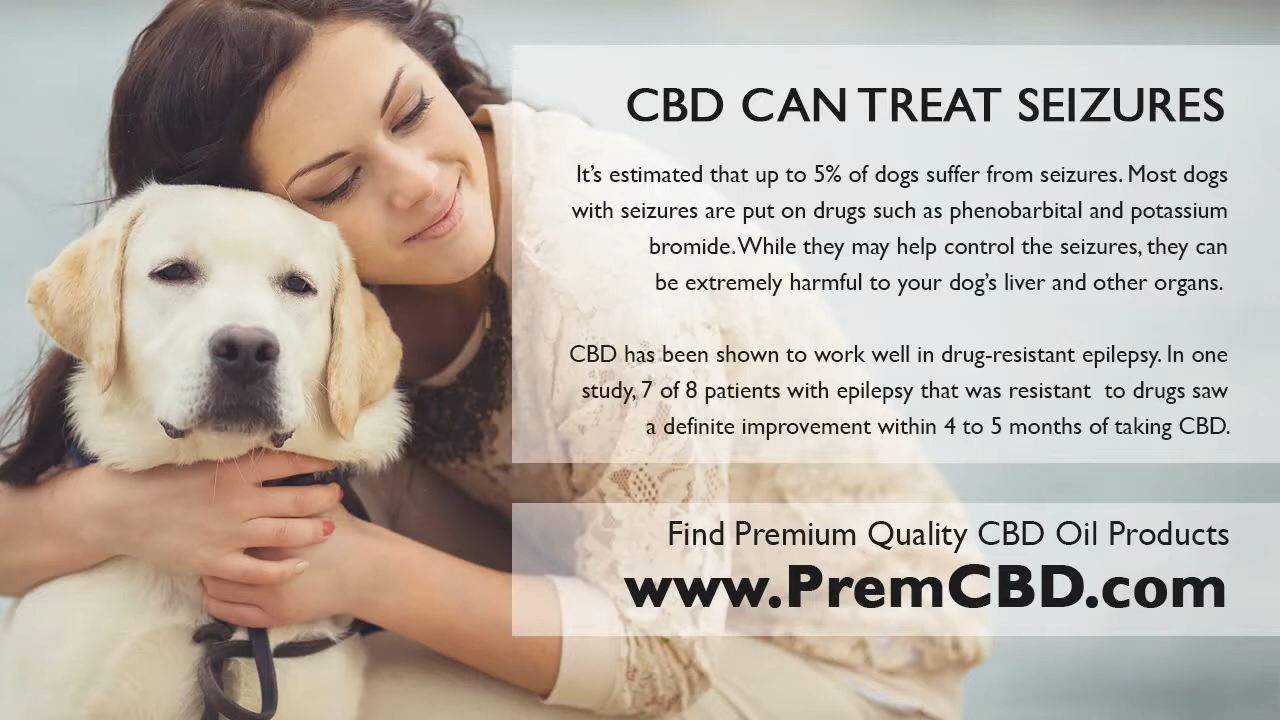 CBD CAN TREAT SEIZURES
It's estimated that up to 5% of dogs suffer from seizures. Most dogs
with seizures are put on drugs such as phenobarbital and potassium
bromide. While they may help control the seizures, they can
be extremely harmful to your dog's liver and other organs.
CBD has been shown to work well in drug-resistant epilepsy. In one
study, 7 of 8 patients with epilepsy that was resistant  to drugs saw
a definite improvement within 4 to 5 months of taking CBD.
Find Premium Quality CBD Oil Products
www.PremCBD.com